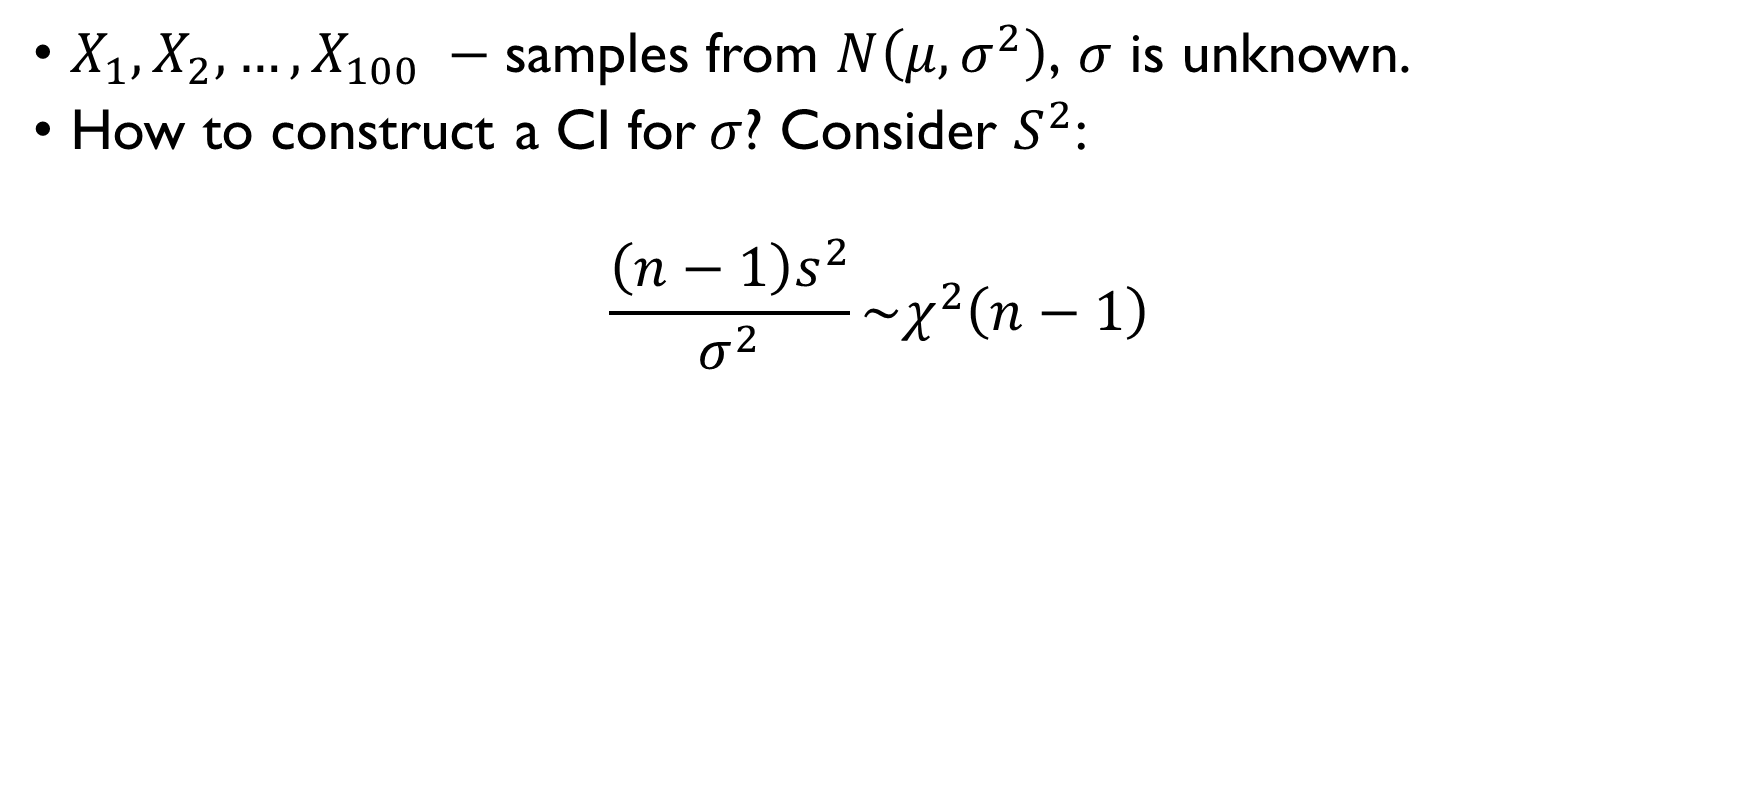 • X₁, X₂, … , X₁₀₀ − samples from N(μ, σ²), σ is unknown.
• How to construct a CI for σ? Consider S²:
(n − 1)s²
σ²
~χ²(n − 1)